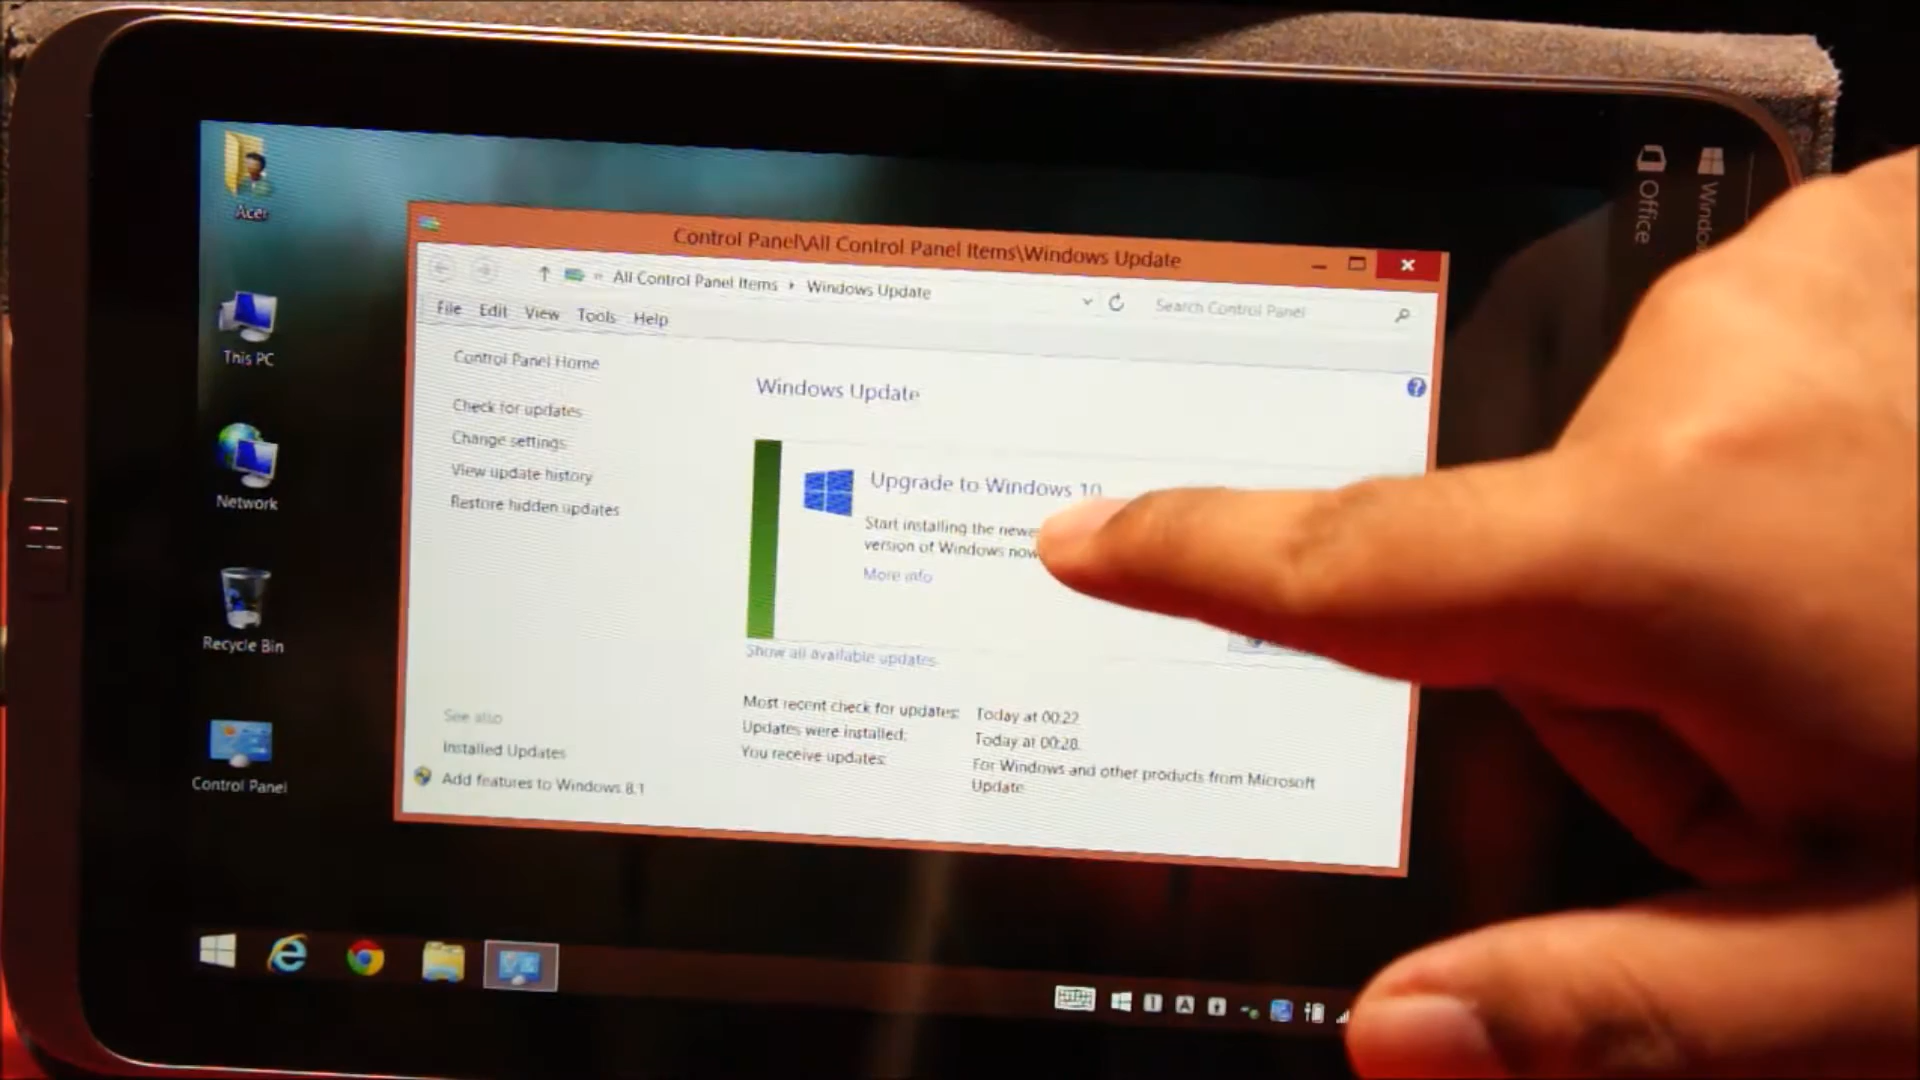 Acer
This PC
Network
Recycle Bin
Control Panel
Control Panel\All Control Panel Items\Windows Update
All Control Panel Items Windows Update
Search Control Panel
File Edit View Tools Help
Control Panel Home
Check for updates
Change settings
View update history
Restore hidden updates
See also
Installed Updates
Add features to Windows 8.1
Windows Update
Upgrade to Windows 10
Start installing the
version of Windows now
More info
Show all available updates
Most recent check for updates: Today at 00:22
Updates were installed: Today at 00:28.
You receive updates: For Windows and other products from Microsoft
Update
Office